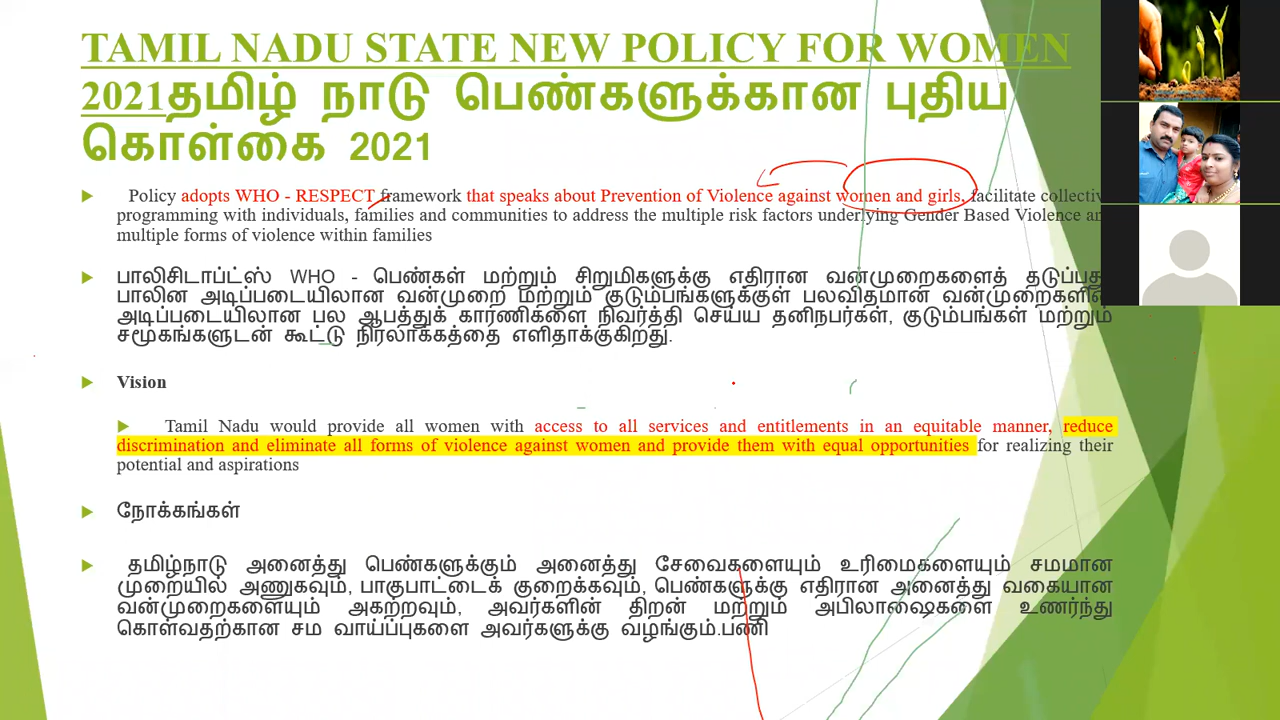 TAMIL NADU STATE NEW POLICY FOR WOMEN
2021தமிழ் நாடு பெண்களுக்கான புதிய
கொள்கை 2021
Policy adopts WHO - RESPECT framework that speaks about Prevention of Violence against women and girls, facilitate
programming with individuals, families and communities to address the multiple risk factors underlying Gender Based Violence
multiple forms of violence within families
பாலிசிடாப்ட்ஸ் WHO - பெண்கள் மற்றும் சிறுமிகளுக்கு எதிரான வன்முறைகளைத்
பாலின அடிப்படையிலான வன்முறை மற்றும் குடும்பங்களுக்குள் பலவிதமான
அடிப்படையிலான பல ஆபத்துக் காரணிகளை நிவர்த்தி செய்ய தனிநபர்கள், குடும்பங்கள் மற்றும்
சமூகங்களுடன் கூட்டு நிரலாக்கத்தை எளிதாக்குகிறது.
Vision
Tamil Nadu would provide all women with access to all services and entitlements in an equitable manner, reduce
discrimination and eliminate all forms of violence against women and provide them with equal opportunities for realizing their
potential and aspirations
நோக்கங்கள்
தமிழ்நாடு அனைத்து பெண்களுக்கும் அனைத்து சேவைகளையும் உரிமைகளையும் சமமான
முறையில் அணுகவும், பாகுபாட்டைக் குறைக்கவும், பெண்களுக்கு எதிரான அனைத்து வகையான
வன்முறைகளையும் அகற்றவும், அவர்களின் திறன் மற்றும் அபிலாஷைகளை உணர்ந்து
கொள்வதற்கான சம வாய்ப்புகளை அவர்களுக்கு வழங்கும்.பணி